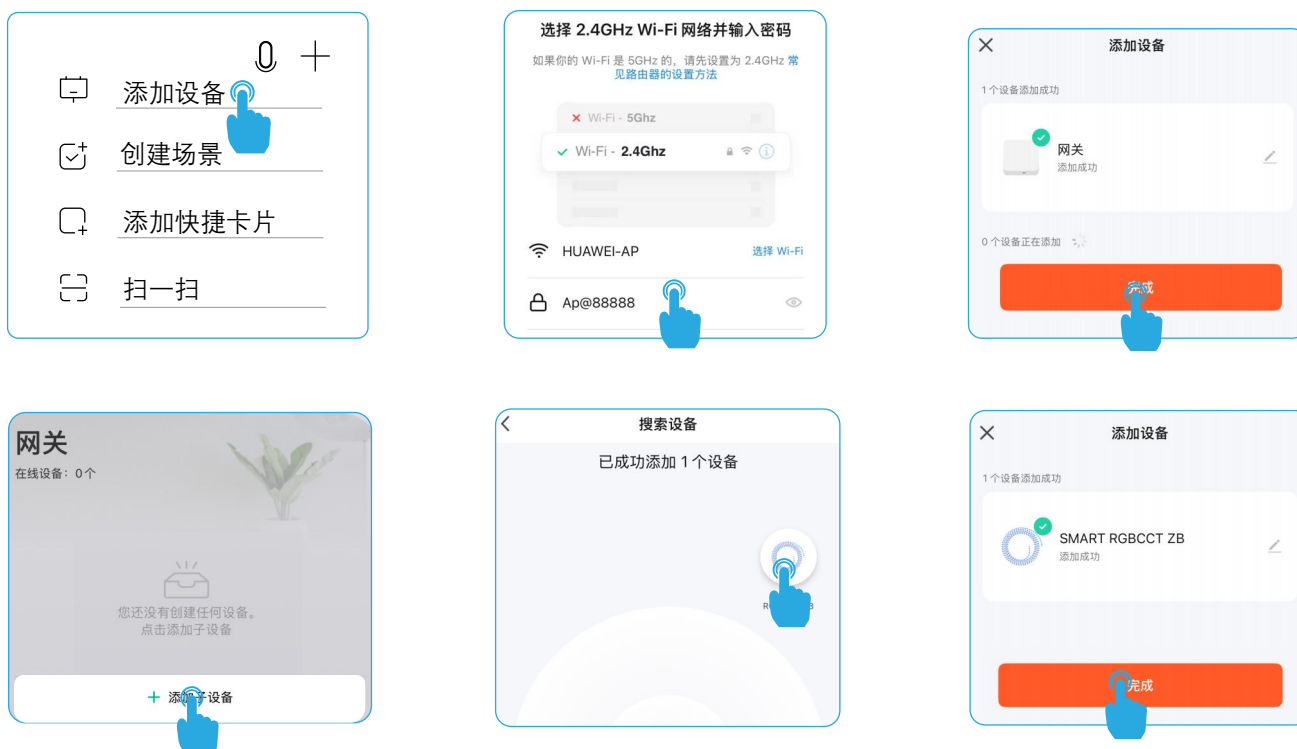 添加设备
创建场景
添加快捷卡片
扫一扫
选择 2.4GHz Wi-Fi 网络并输入密码
如果你的 Wi-Fi 是 5GHz 的，请先设置为 2.4GHz 常
见路由器的设置方法
Wi-Fi - 5Ghz
Wi-Fi - 2.4Ghz
HUAWEI-AP
选择 Wi-Fi
Ap@88888
添加设备
1个设备添加成功
网关
添加成功
0个设备正在添加
完成
网关
在线设备：0个
您还没有创建任何设备。
点击添加子设备
+ 添加子设备
搜索设备
已成功添加1个设备
添加设备
1个设备添加成功
SMART RGBCCT ZB
添加成功
完成